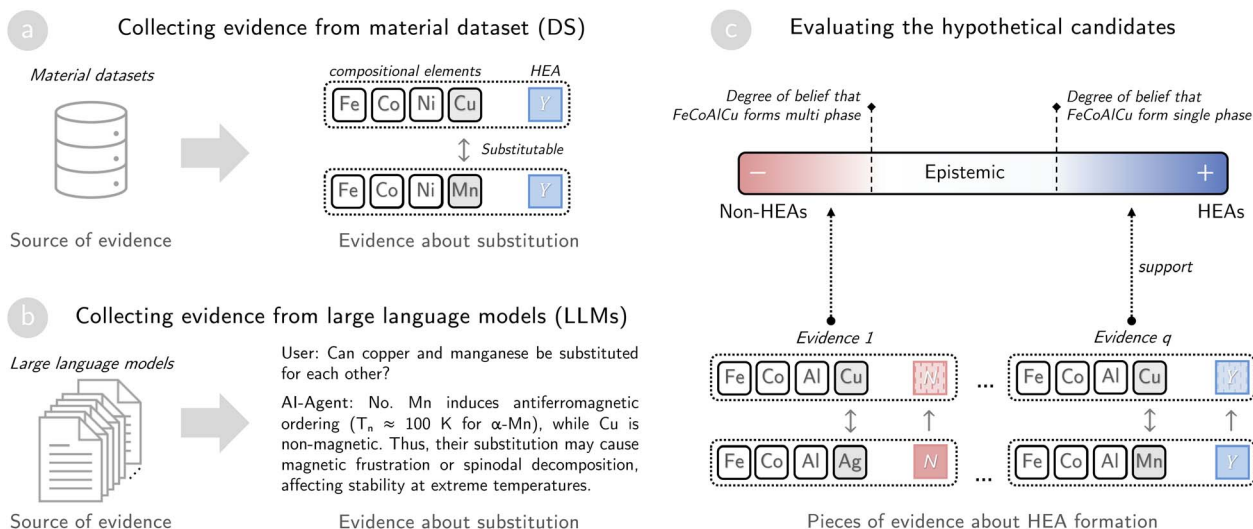 a
Collecting evidence from material dataset (DS)
Material datasets
compositional elements HEA
Fe Co Ni Cu Y
Substitutable
Fe Co Ni Mn Y
Source of evidence
Evidence about substitution
b
Collecting evidence from large language models (LLMs)
Large language models
User: Can copper and manganese be substituted
for each other?
AI-Agent: No. Mn induces antiferromagnetic
ordering (Tₙ ≈ 100 K for α-Mn), while Cu is
non-magnetic. Thus, their substitution may cause
magnetic frustration or spinodal decomposition,
affecting stability at extreme temperatures.
Source of evidence
Evidence about substitution
c
Evaluating the hypothetical candidates
Degree of belief that
FeCoAlCu forms multi phase
Degree of belief that
FeCoAlCu form single phase
− Epistemic +
Non-HEAs HEAs
support
Evidence 1 Evidence q
Fe Co Al Cu N ... Fe Co Al Cu Y
Fe Co Al Ag N ... Fe Co Al Mn Y
Pieces of evidence about HEA formation